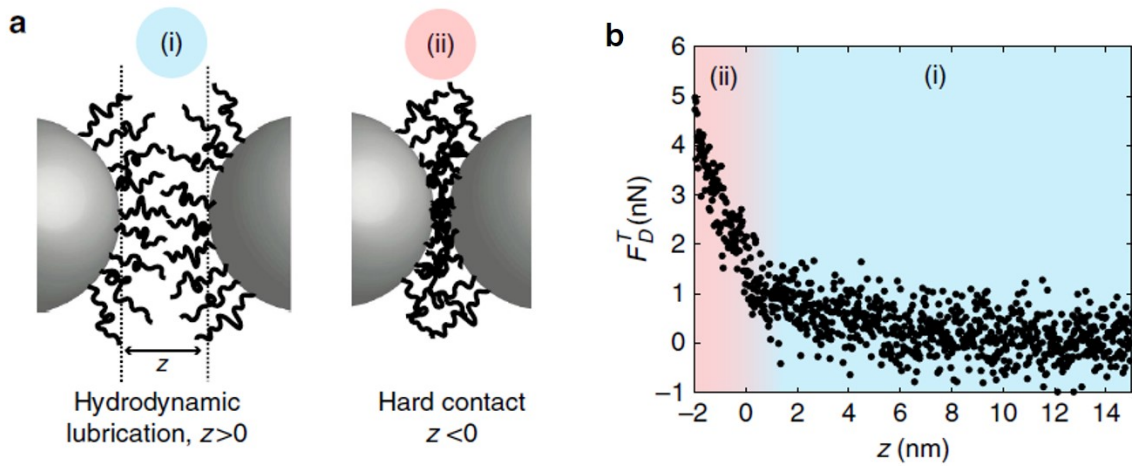 a
(i)
(ii)
z
Hydrodynamic
lubrication, z>0
Hard contact
z <0
b
6
5
4
3
2
1
0
−1
F_D^T (nN)
(ii)
(i)
−2 0 2 4 6 8 10 12 14
z (nm)